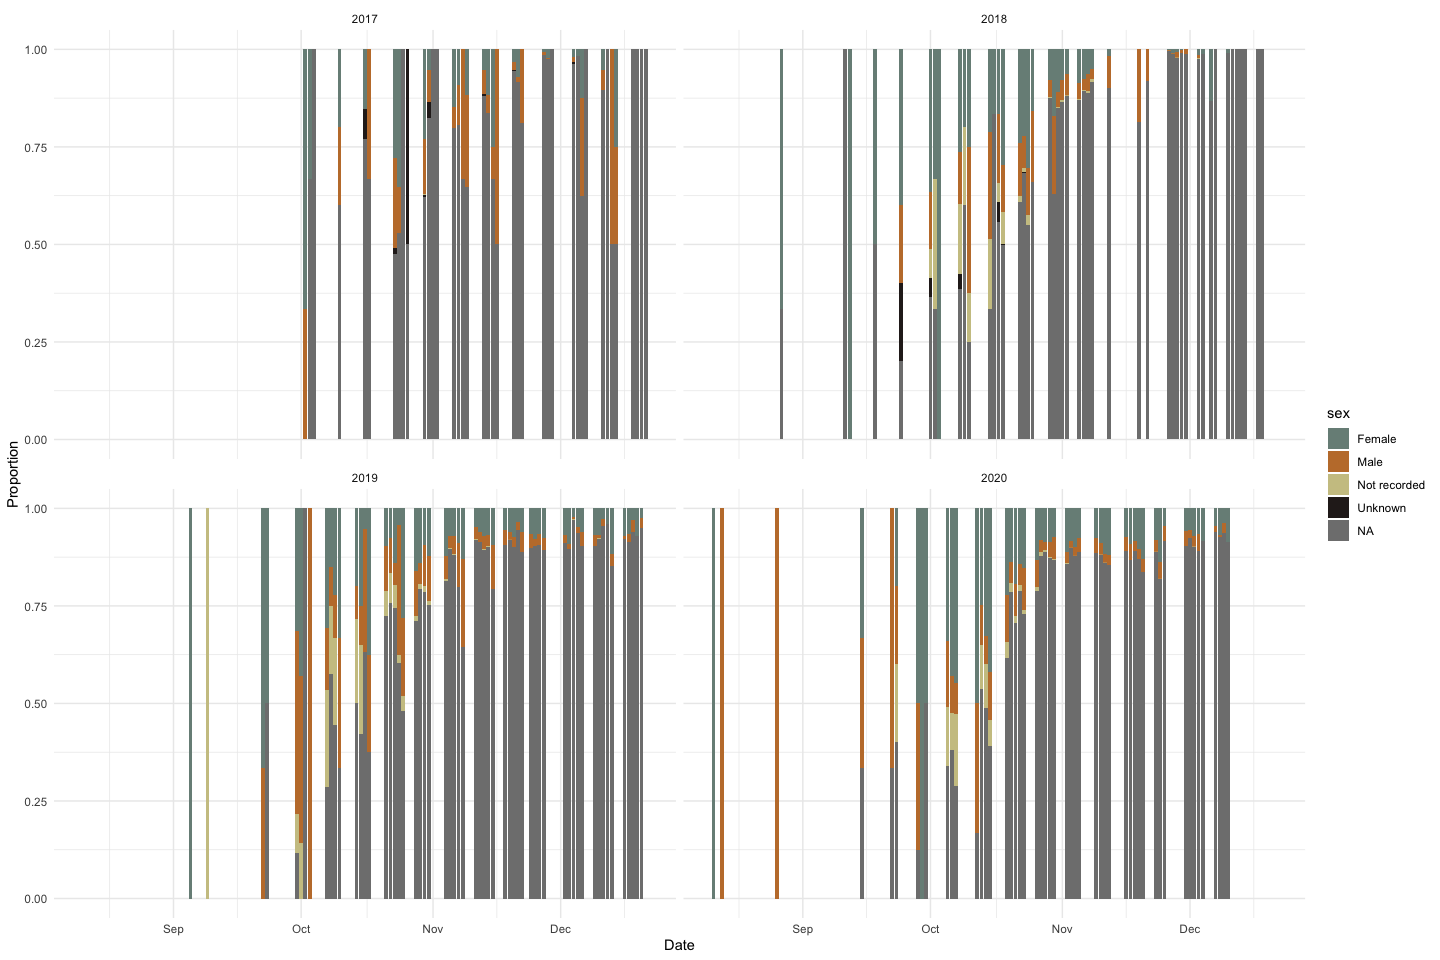 2017
2018
1.00
0.75
0.50
0.25
0.00
Proportion
2019
2020
1.00
0.75
0.50
0.25
0.00
Sep
Oct
Nov
Dec
Sep
Oct
Nov
Dec
Date
sex
Female
Male
Not recorded
Unknown
NA